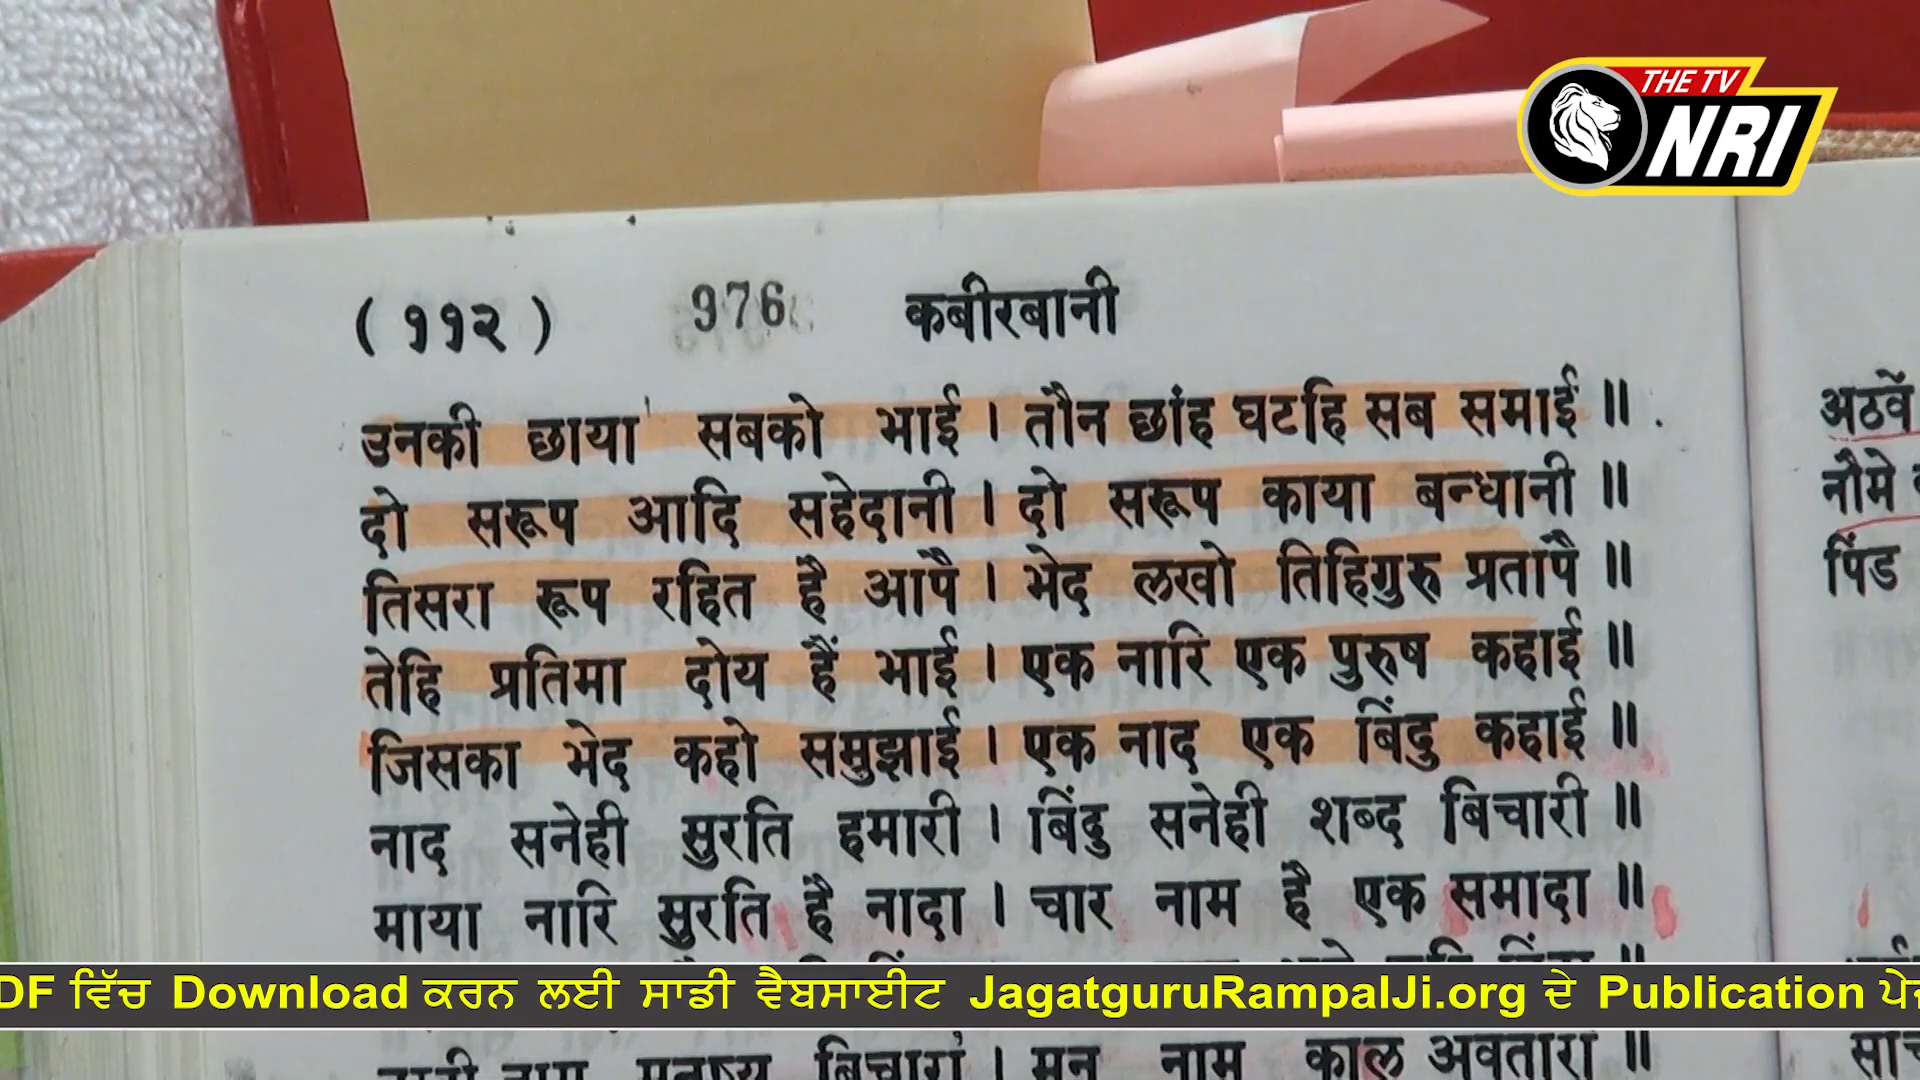 THE TV
NRI
( ११२ ) 976 कबीरबानी
उनकी छाया सबको भाई । तौन छांह घटहि सब समाई ॥
दो सरूप आदि सहेदानी । दो सरूप काया बन्धानी ॥
तिसरा रूप रहित है आपै । भेद लखो तिहिगुरु प्रतापै ॥
तेहि प्रतिमा दोय हैं भाई । एक नारि एक पुरुष कहाई ॥
जिसका भेद कहो समुझाई । एक नाद एक बिंदु कहाई ॥
नाद सनेही सुरति हमारी । बिंदु सनेही शब्द बिचारी ॥
माया नारि सुरति है नादा । चार नाम है एक समादा ॥
बिचारा । मन नाम काल अवतारा ॥
अठवें
नौमे
पिंड
DF ਵਿੱਚ Download ਕਰਨ ਲਈ ਸਾਡੀ ਵੈਬਸਾਈਟ JagatguruRampalJi.org ਦੇ Publication